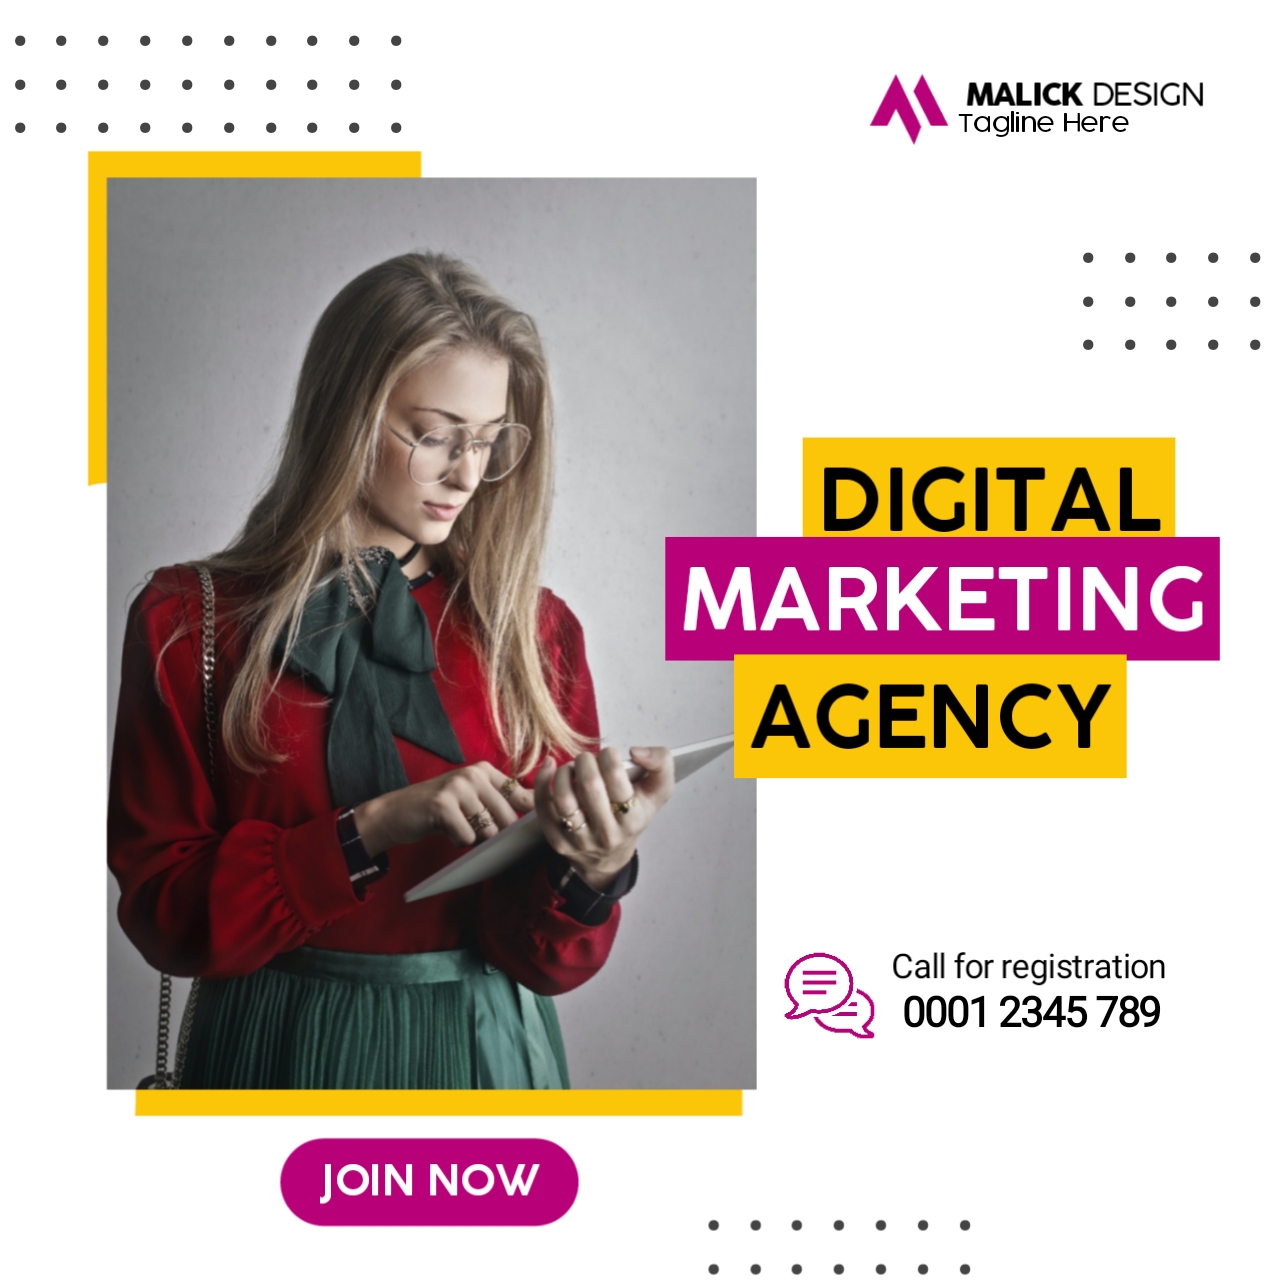 MALICK DESIGN
Tagline Here
DIGITAL
MARKETING
AGENCY
Call for registration
0001 2345 789
JOIN NOW